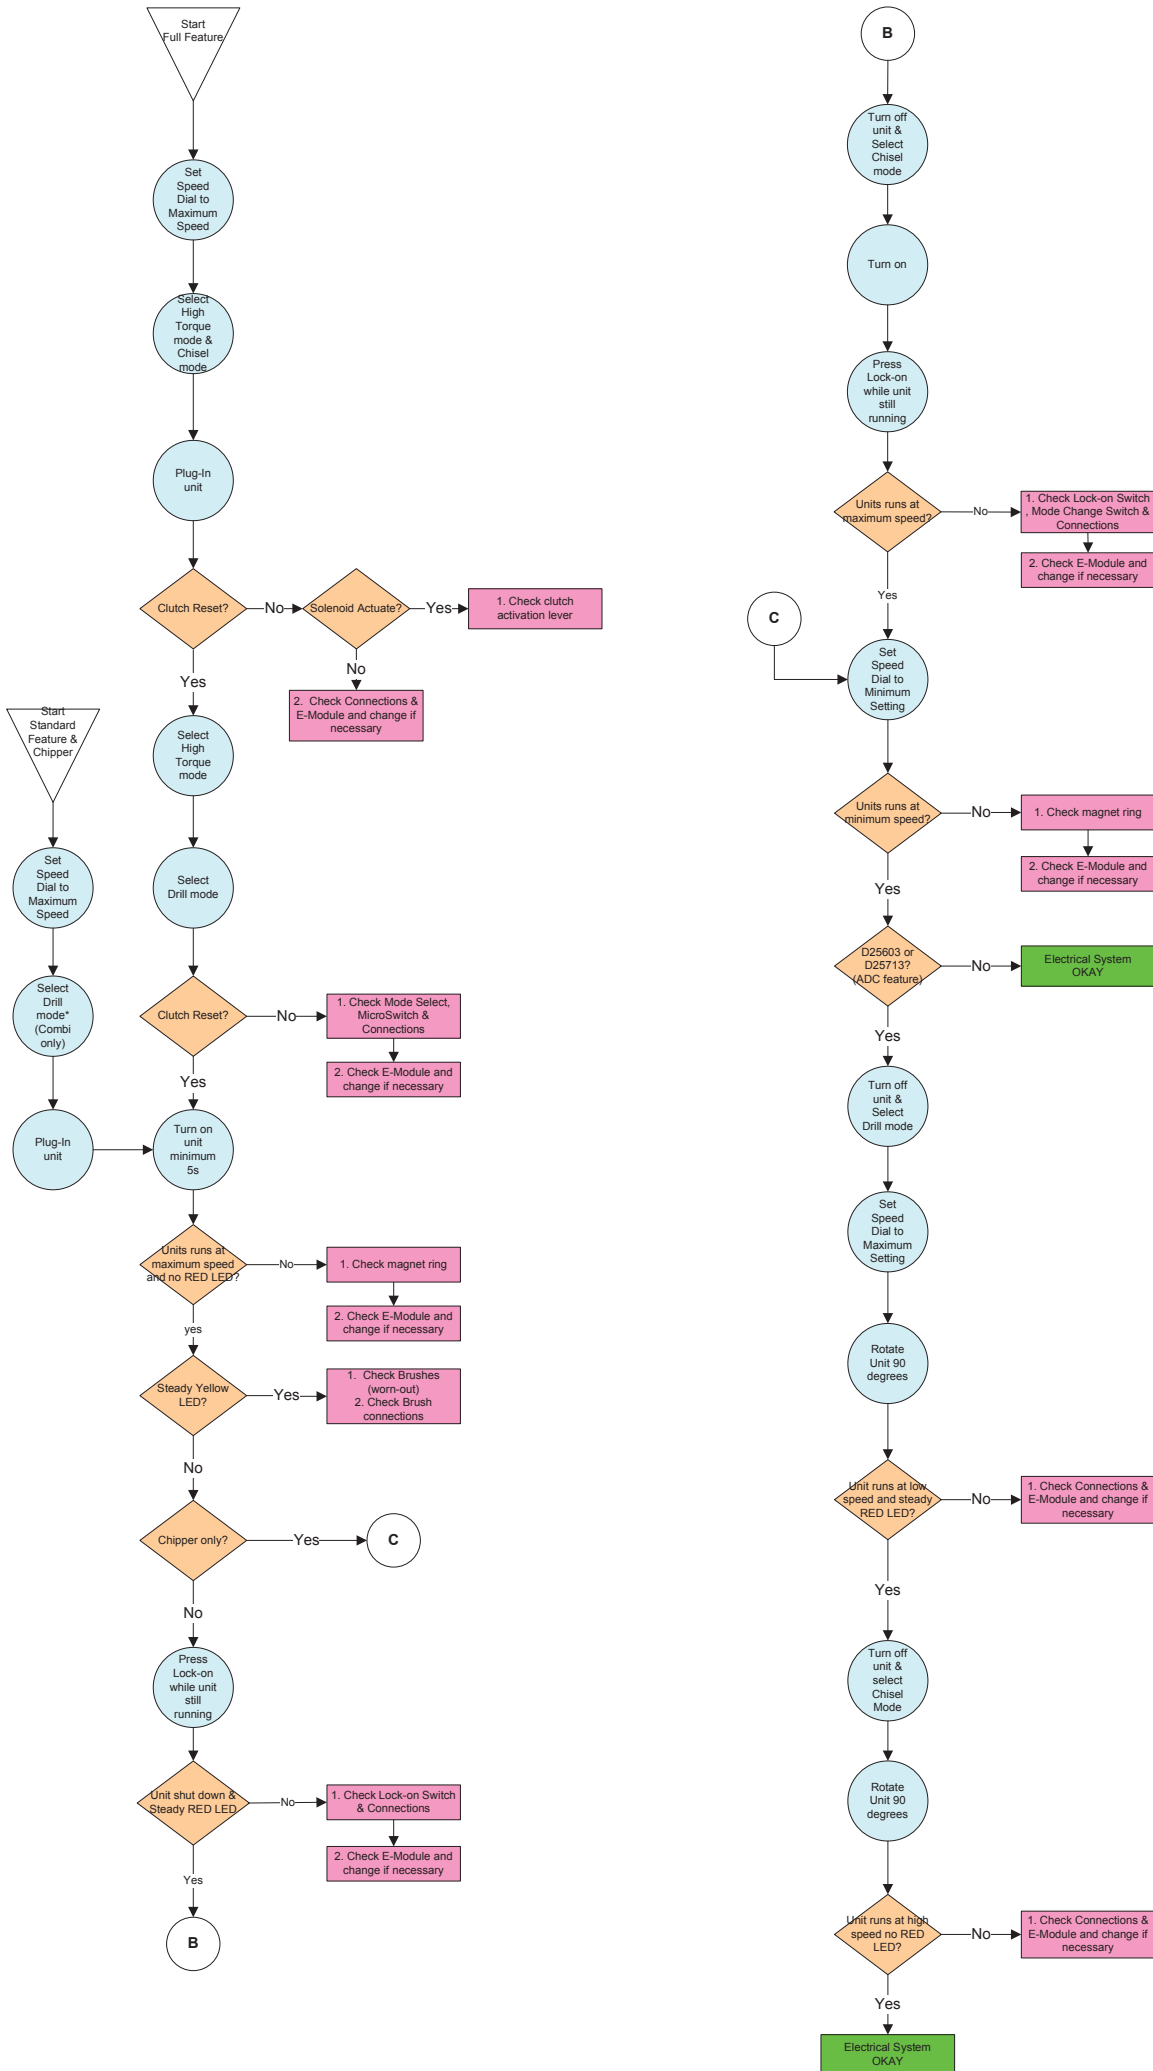 Start
Full Feature
Set
Speed
Dial to
Maximum
Speed
Select
High
Torque
mode &
Chisel
mode
Plug-In
unit
Clutch Reset?
No
Solenoid Actuate?
Yes
1. Check clutch
activation lever
No
2. Check Connections &
E-Module and change if
necessary
Yes
Select
High
Torque
mode
Select
Drill mode
Clutch Reset?
No
1. Check Mode Select,
MicroSwitch &
Connections
2. Check E-Module and
change if necessary
Yes
Start
Standard
Feature &
Chipper
Set
Speed
Dial to
Maximum
Speed
Select
Drill
mode*
(Combi
only)
Plug-In
unit
Turn on
unit
minimum
5s
Units runs at
maximum speed
and no RED LED?
No
1. Check magnet ring
2. Check E-Module and
change if necessary
yes
Steady Yellow
LED?
Yes
1. Check Brushes
(worn-out)
2. Check Brush
connections
No
Chipper only?
Yes
C
No
Press
Lock-on
while unit
still
running
Unit shut down &
Steady RED LED
No
1. Check Lock-on Switch
& Connections
2. Check E-Module and
change if necessary
Yes
B
B
Turn off
unit &
Select
Chisel
mode
Turn on
Press
Lock-on
while unit
still
running
Units runs at
maximum speed?
No
1. Check Lock-on Switch
, Mode Change Switch &
Connections
2. Check E-Module and
change if necessary
Yes
C
Set
Speed
Dial to
Minimum
Setting
Units runs at
minimum speed?
No
1. Check magnet ring
2. Check E-Module and
change if necessary
Yes
D25603 or
D25713?
(ADC feature)
No
Electrical System
OKAY
Yes
Turn off
unit &
Select
Drill mode
Set
Speed
Dial to
Maximum
Setting
Rotate
Unit 90
degrees
Unit runs at low
speed and steady
RED LED?
No
1. Check Connections &
E-Module and change if
necessary
Yes
Turn off
unit &
select
Chisel
Mode
Rotate
Unit 90
degrees
Unit runs at high
speed no RED
LED?
No
1. Check Connections &
E-Module and change if
necessary
Yes
Electrical System
OKAY